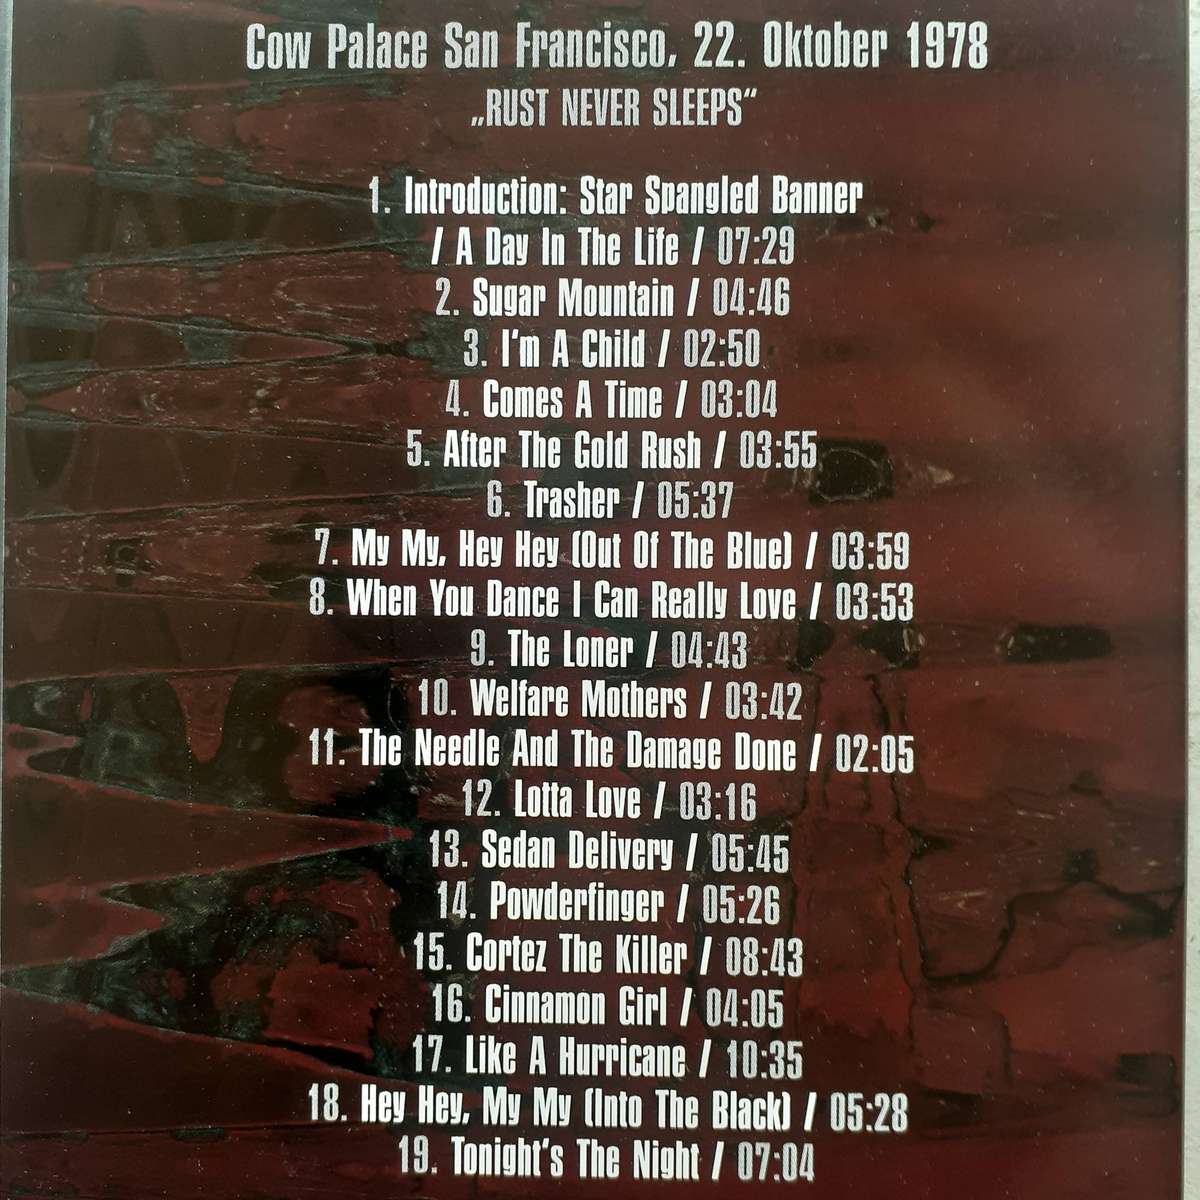 Cow Palace San Francisco, 22. Oktober 1978
„RUST NEVER SLEEPS“
1. Introduction: Star Spangled Banner
/ A Day In The Life / 07:29
2. Sugar Mountain / 04:46
3. I'm A Child / 02:50
4. Comes A Time / 03:04
5. After The Gold Rush / 03:55
6. Trasher / 05:37
7. My My, Hey Hey (Out Of The Blue) / 03:59
8. When You Dance I Can Really Love / 03:53
9. The Loner / 04:43
10. Welfare Mothers / 03:42
11. The Needle And The Damage Done / 02:05
12. Lotta Love / 03:16
13. Sedan Delivery / 05:45
14. Powderfinger / 05:26
15. Cortez The Killer / 08:43
16. Cinnamon Girl / 04:05
17. Like A Hurricane / 10:35
18. Hey Hey, My My (Into The Black) / 05:28
19. Tonight's The Night / 07:04